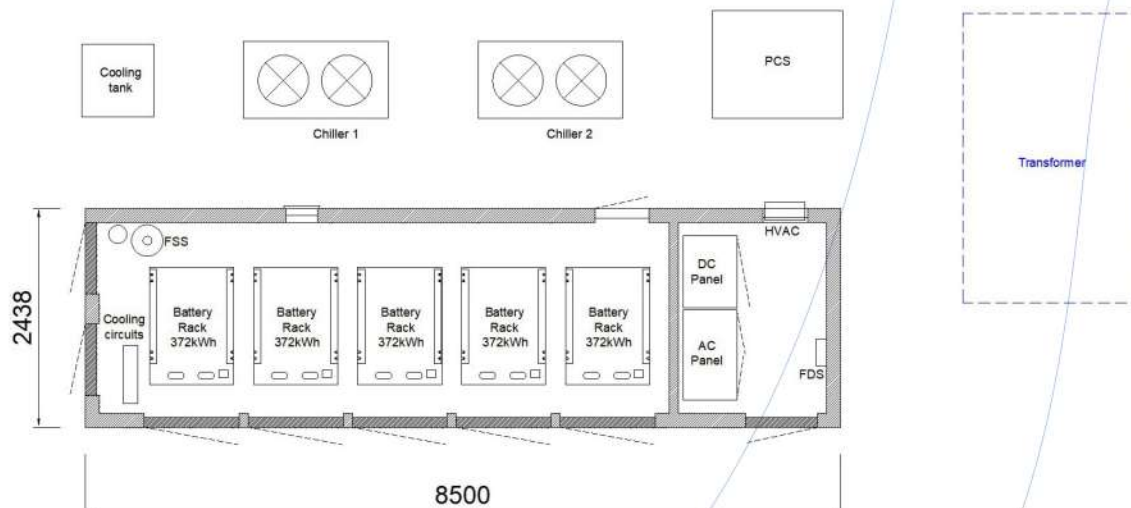 Cooling
tank
Chiller 1
Chiller 2
PCS
Transformer
2438
FSS
HVAC
Cooling
circuits
Battery
Rack
372kWh
Battery
Rack
372kWh
Battery
Rack
372kWh
Battery
Rack
372kWh
Battery
Rack
372kWh
DC
Panel
AC
Panel
FDS
8500